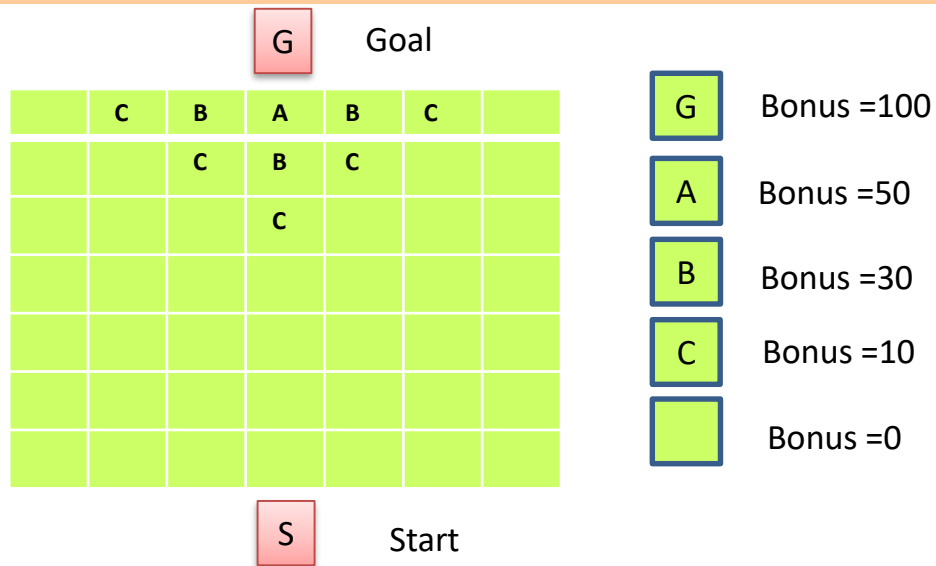 G Goal
C B A B C
C B C
C
S Start
G Bonus =100
A Bonus =50
B Bonus =30
C Bonus =10
Bonus =0